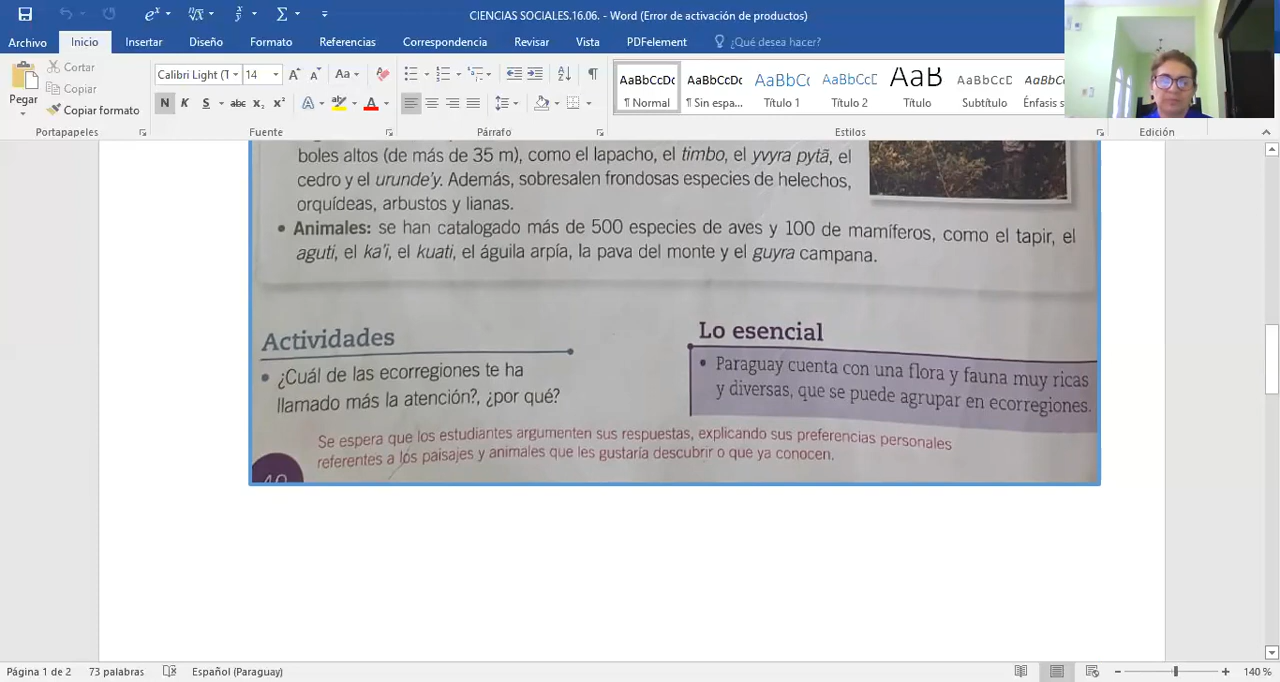 CIENCIAS SOCIALES.16.06. - Word (Error de activación de productos)
Archivo Inicio Insertar Diseño Formato Referencias Correspondencia Revisar Vista PDFelement ¿Qué desea hacer?
Pegar
Cortar
Copiar
Copiar formato
Calibri Light (T 14
AaBbCcDc AaBbCcDc AaBbCc AaBbCcD AaB AaBbCcD AaBbCc
¶ Normal ¶ Sin espa... Título 1 Título 2 Título Subtítulo Énfasis s
Portapapeles Fuente Párrafo Estilos Edición
boles altos (de más de 35 m), como el lapacho, el timbo, el yvyra pytã, el
cedro y el urunde'y. Además, sobresalen frondosas especies de helechos,
orquídeas, arbustos y lianas.
• Animales: se han catalogado más de 500 especies de aves y 100 de mamíferos, como el tapir, el
aguti, el ka'i, el kuati, el águila arpía, la pava del monte y el guyra campana.
Actividades
• ¿Cuál de las ecorregiones te ha
llamado más la atención?, ¿por qué?
Lo esencial
• Paraguay cuenta con una flora y fauna muy ricas
y diversas, que se puede agrupar en ecorregiones.
Se espera que los estudiantes argumenten sus respuestas, explicando sus preferencias personales
referentes a los paisajes y animales que les gustaría descubrir o que ya conocen.
Página 1 de 2 73 palabras Español (Paraguay) 140 %